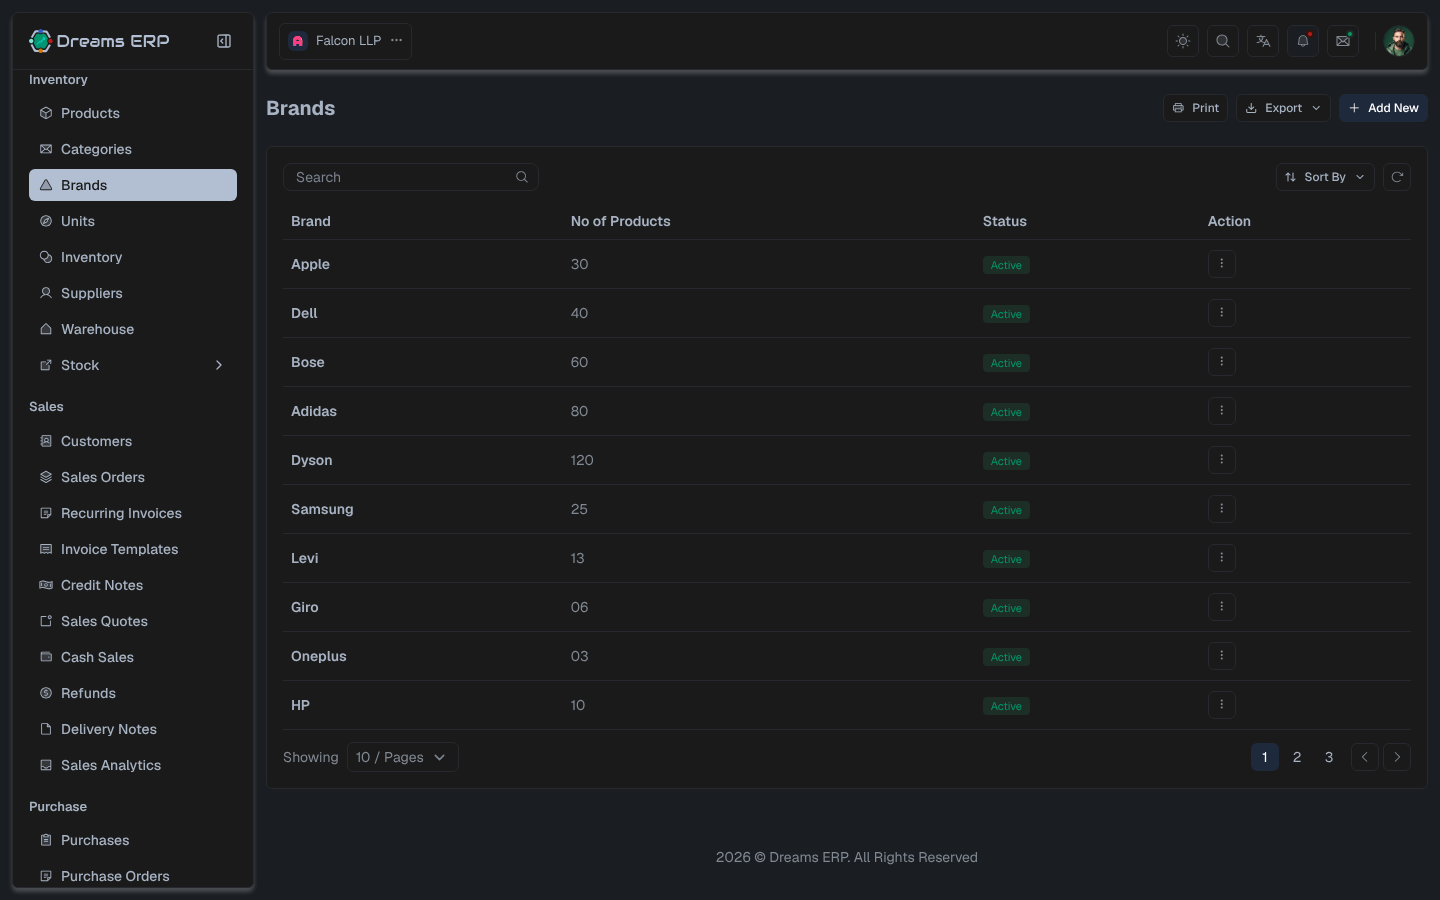 Dreams ERP
Inventory
Products
Categories
Brands
Units
Inventory
Suppliers
Warehouse
Stock
Sales
Customers
Sales Orders
Recurring Invoices
Invoice Templates
Credit Notes
Sales Quotes
Cash Sales
Refunds
Delivery Notes
Sales Analytics
Purchase
Purchases
Purchase Orders
Falcon LLP
Brands
Print
Export
Add New
Search
Sort By
Brand No of Products Status Action
Apple 30 Active
Dell 40 Active
Bose 60 Active
Adidas 80 Active
Dyson 120 Active
Samsung 25 Active
Levi 13 Active
Giro 06 Active
Oneplus 03 Active
HP 10 Active
Showing 10 / Pages
1 2 3
2026 © Dreams ERP. All Rights Reserved